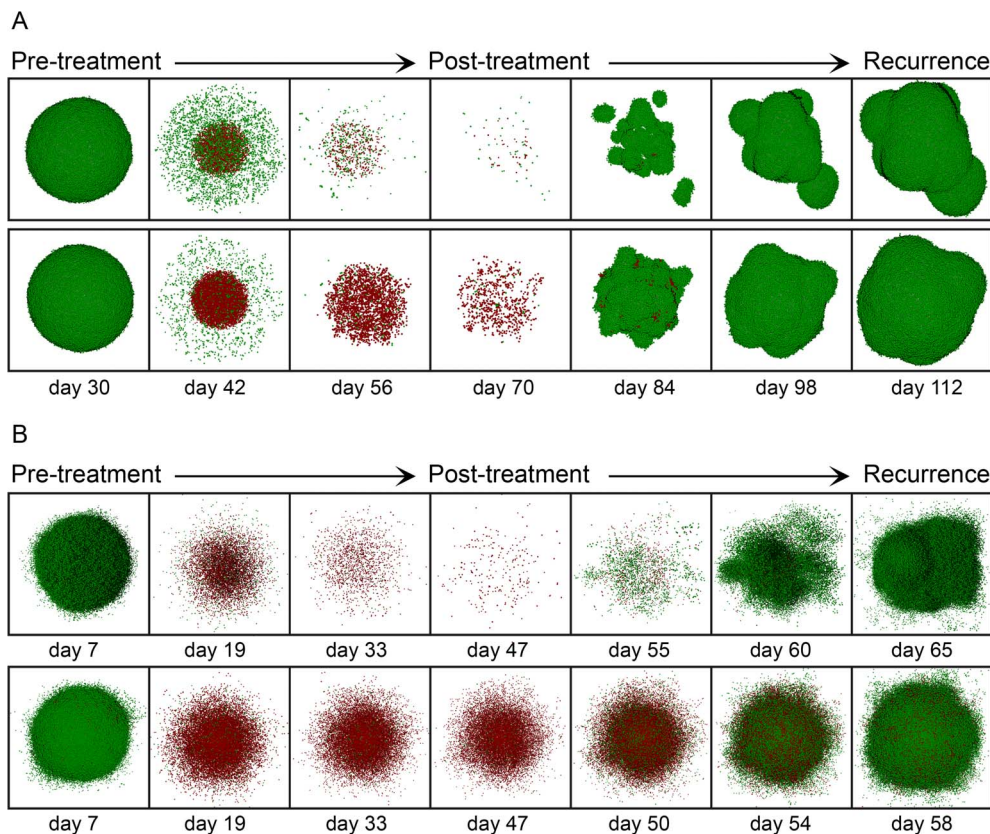 A
Pre-treatment Post-treatment Recurrence
day 30 day 42 day 56 day 70 day 84 day 98 day 112
B
Pre-treatment Post-treatment Recurrence
day 7 day 19 day 33 day 47 day 55 day 60 day 65
day 7 day 19 day 33 day 47 day 50 day 54 day 58